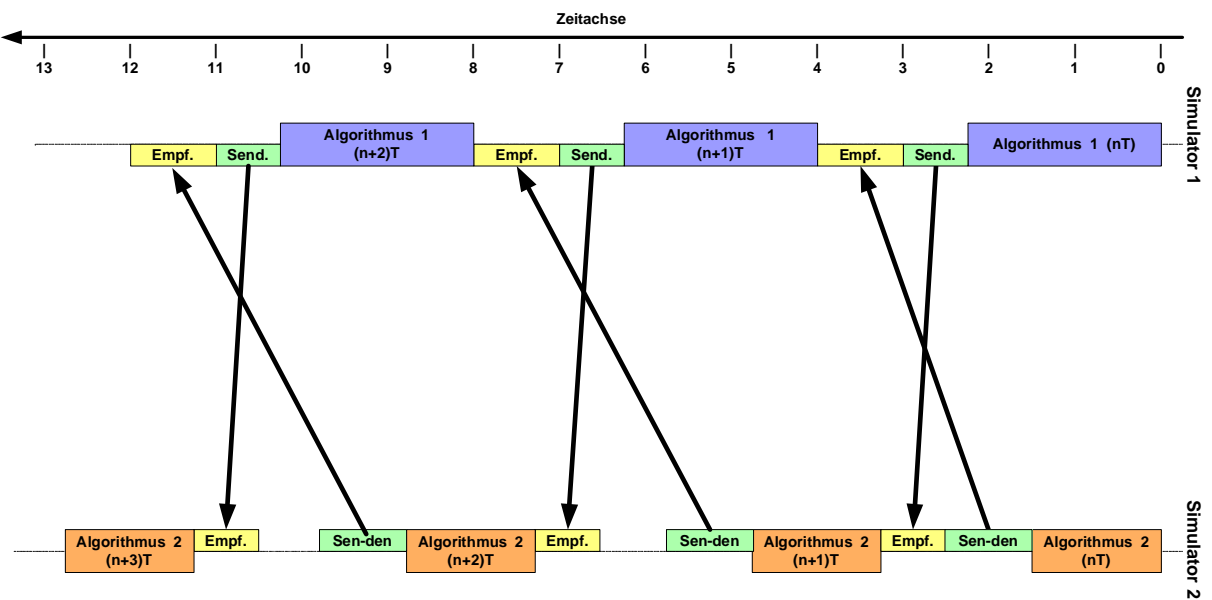 Zeitachse
13 12 11 10 9 8 7 6 5 4 3 2 1 0
Simulator 1
Empf. Send. Algorithmus 1
(n+2)T
Empf. Send. Algorithmus 1
(n+1)T
Empf. Send. Algorithmus 1 (nT)
Simulator 2
Algorithmus 2
(n+3)T
Empf. Sen-den Algorithmus 2
(n+2)T
Empf. Sen-den Algorithmus 2
(n+1)T
Empf. Sen-den Algorithmus 2
(nT)